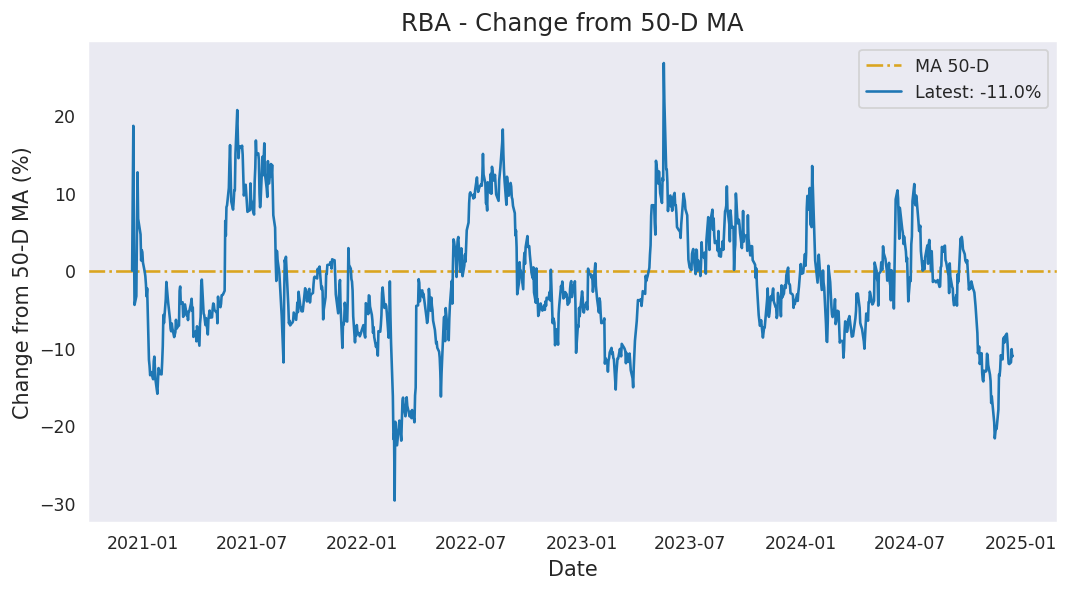 RBA - Change from 50-D MA
MA 50-D
Latest: -11.0%
Change from 50-D MA (%)
20
10
0
−10
−20
−30
2021-01 2021-07 2022-01 2022-07 2023-01 2023-07 2024-01 2024-07 2025-01
Date